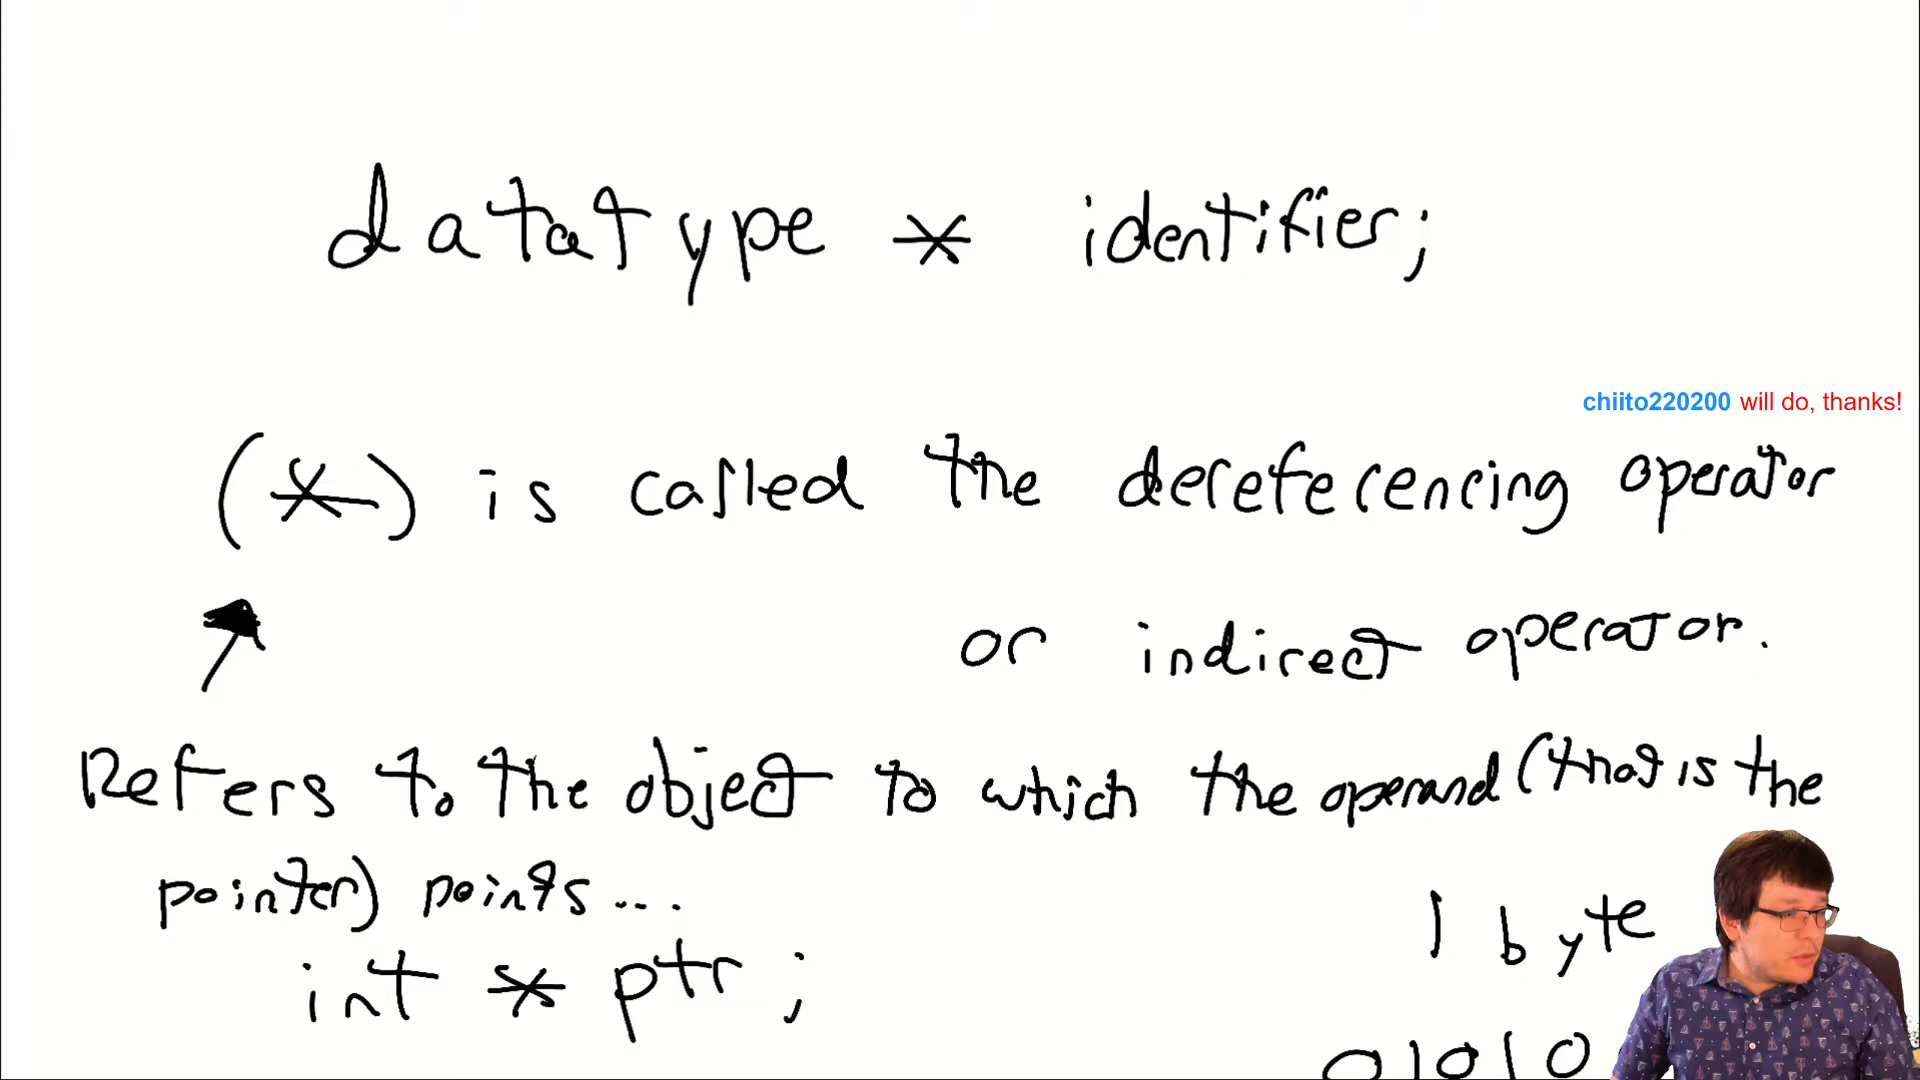 datatype * identifier;
chiito220200 will do, thanks!
(*) is called the dereferencing operator
or indirect operator.
Refers to the object to which the operand (that is the
pointer) points...
1 byte
int * ptr ;
01010